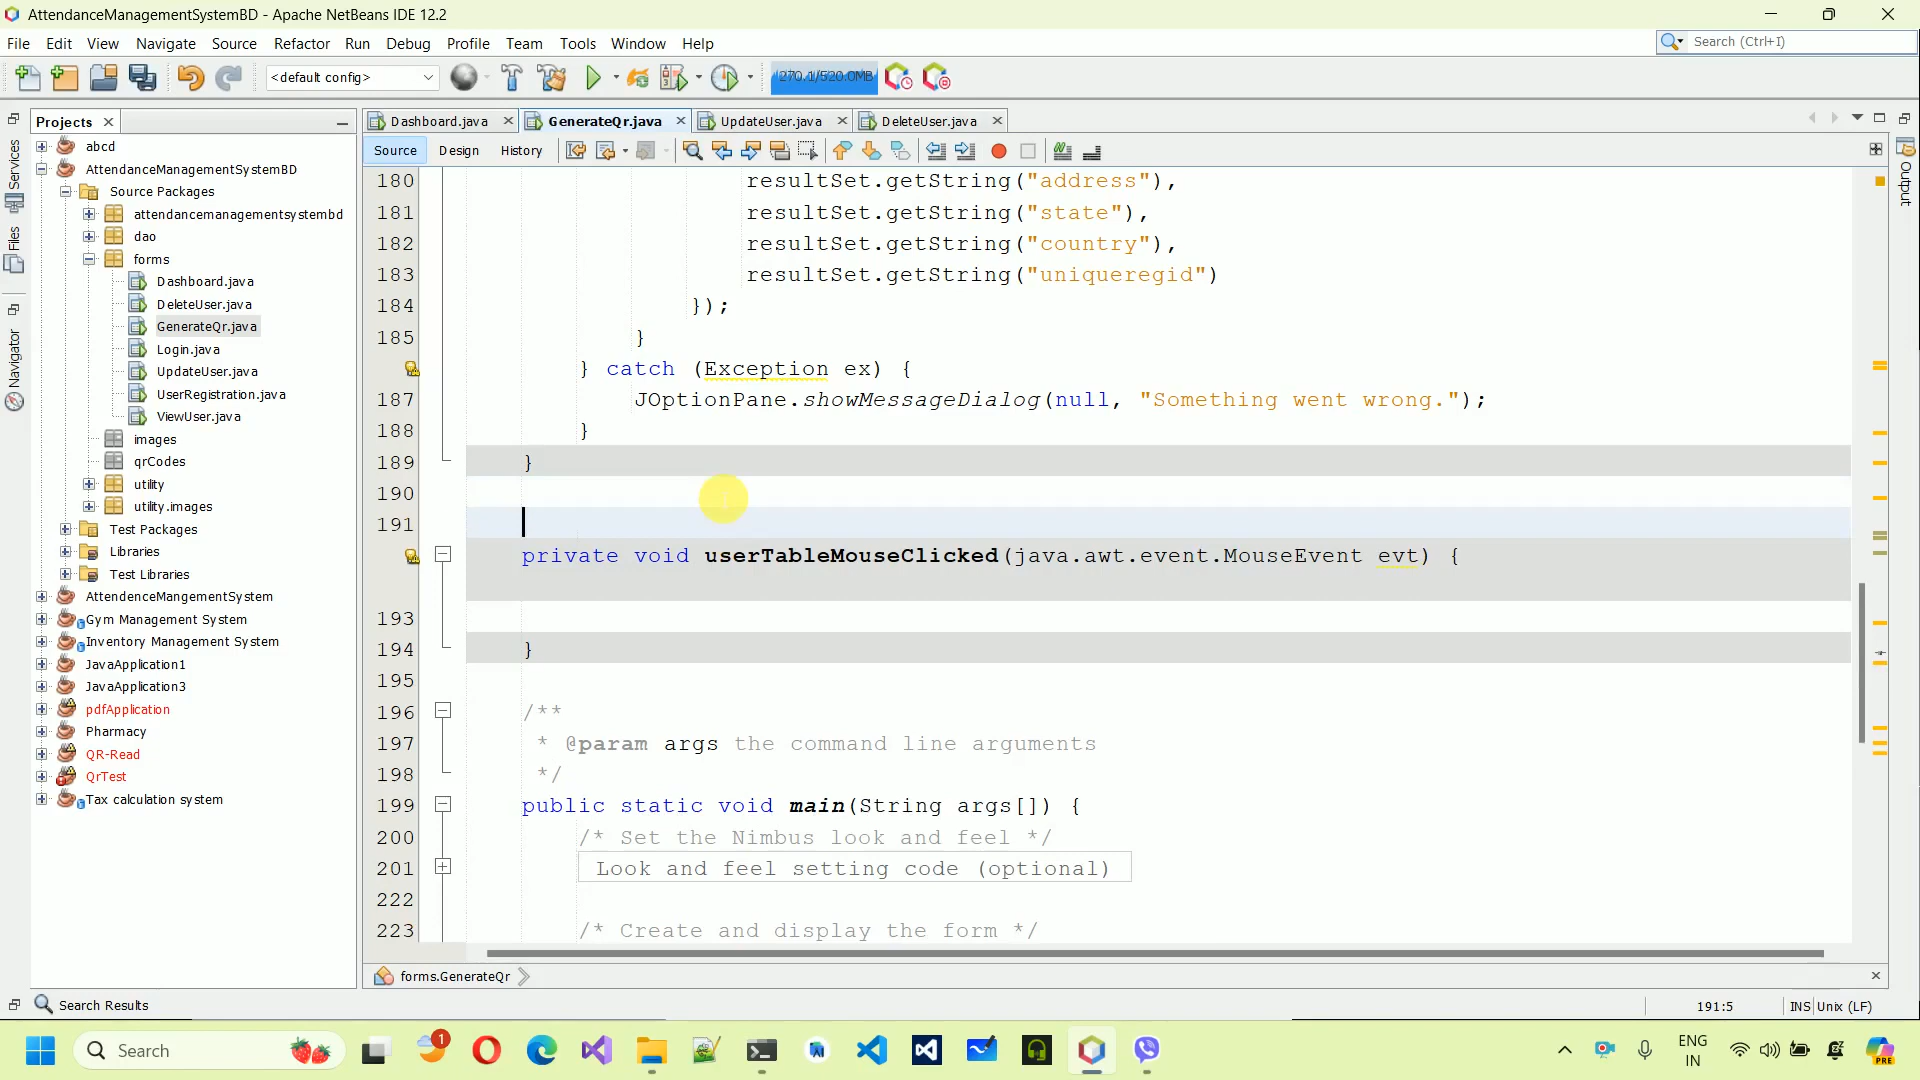 AttendanceManagementSystemBD - Apache NetBeans IDE 12.2
File Edit View Navigate Source Refactor Run Debug Profile Team Tools Window Help
Search (Ctrl+I)
<default config>
270.1/520.0MB
Projects
Dashboard.java GenerateQr.java UpdateUser.java DeleteUser.java
Source Design History
Services
Files
Navigator
Output
abcd
AttendanceManagementSystemBD
Source Packages
attendancemanagementsystembd
dao
forms
Dashboard.java
DeleteUser.java
GenerateQr.java
Login.java
UpdateUser.java
UserRegistration.java
ViewUser.java
images
qrCodes
utility
utility.images
Test Packages
Libraries
Test Libraries
AttendenceMangementSystem
Gym Management System
Inventory Management System
JavaApplication1
JavaApplication3
pdfApplication
Pharmacy
QR-Read
QrTest
Tax calculation system
180 resultSet.getString("address"),
181 resultSet.getString("state"),
182 resultSet.getString("country"),
183 resultSet.getString("uniqueregid")
184 });
185 }
} catch (Exception ex) {
187 JOptionPane.showMessageDialog(null, "Something went wrong.");
188 }
189 }
190
191
private void userTableMouseClicked(java.awt.event.MouseEvent evt) {
193
194 }
195
196 /**
197 * @param args the command line arguments
198 */
199 public static void main(String args[]) {
200 /* Set the Nimbus look and feel */
201 Look and feel setting code (optional)
222
223 /* Create and display the form */
forms.GenerateQr
Search Results
191:5 INS Unix (LF)
Search
1
ENG
IN
PRE